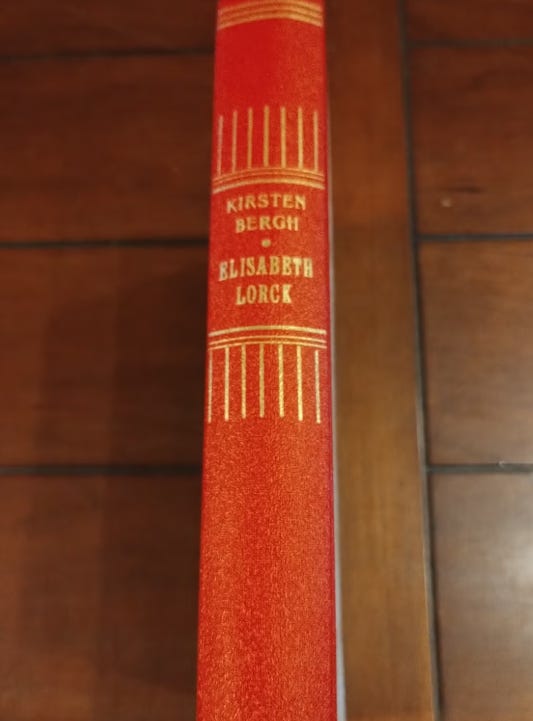 KIRSTEN
BERGH
•
ELISABETH
LORCK